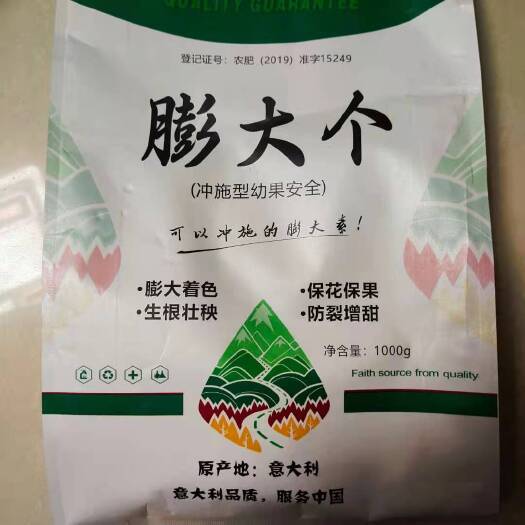 QUALITY GUARANTEE
登记证号：农肥（2019）准字15249
膨大个
(冲施型幼果安全)
可以冲施的膨大素！
·膨大着色 ·保花保果
·生根壮秧 ·防裂增甜
净含量：1000g
Faith source from quality
原产地：意大利
意大利品质，服务中国